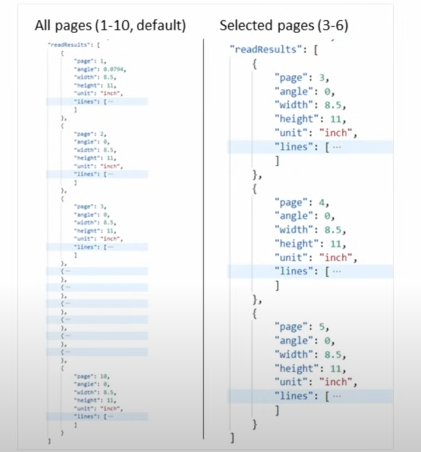 All pages (1-10, default)
"readResults": [
{
"page": 1,
"angle": 0.0794,
"width": 8.5,
"height": 11,
"unit": "inch",
"lines": [ ···
]
},
{
"page": 2,
"angle": 0,
"width": 8.5,
"height": 11,
"unit": "inch",
"lines": [ ···
]
},
{
"page": 3,
"angle": 0,
"width": 8.5,
"height": 11,
"unit": "inch",
"lines": [ ···
]
},
{ ···
},
{ ···
},
{ ···
},
{ ···
},
{ ···
},
{ ···
},
{
"page": 10,
"angle": 0,
"width": 8.5,
"height": 11,
"unit": "inch",
"lines": [ ···
]
}
]
Selected pages (3-6)
"readResults": [
{
"page": 3,
"angle": 0,
"width": 8.5,
"height": 11,
"unit": "inch",
"lines": [ ···
]
},
{
"page": 4,
"angle": 0,
"width": 8.5,
"height": 11,
"unit": "inch",
"lines": [ ···
]
},
{
"page": 5,
"angle": 0,
"width": 8.5,
"height": 11,
"unit": "inch",
"lines": [ ···
]
}
]